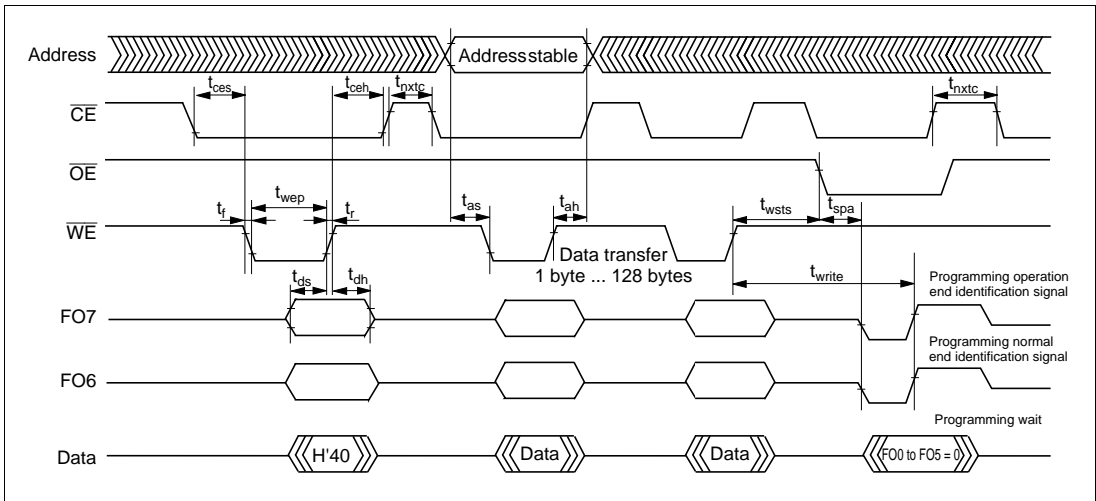 Address
Addressstable
t_ces
t_ceh
t_nxtc
t_nxtc
CE
OE
t_wep
t_f
t_r
t_as
t_ah
t_wsts
t_spa
WE
Data transfer
1 byte ... 128 bytes
t_ds
t_dh
t_write
Programming operation
end identification signal
FO7
Programming normal
end identification signal
FO6
Programming wait
Data
H'40
Data
Data
FO0 to FO5 = 0